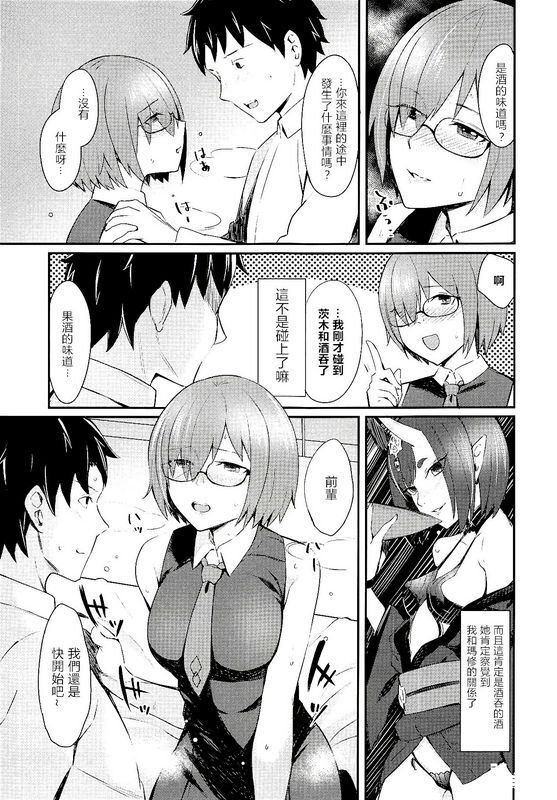 是酒的味道嗎?
…你來這裡的途中
發生了什麼事情嗎?
…沒有
什麼呀…
啊
…我剛才碰到
茨木和酒吞了
這不是碰上了嘛
果酒的味道…
而且這肯定是酒吞的酒
她肯定察覺到
我和瑪修的關係了
前輩
我們還是
快開始吧~